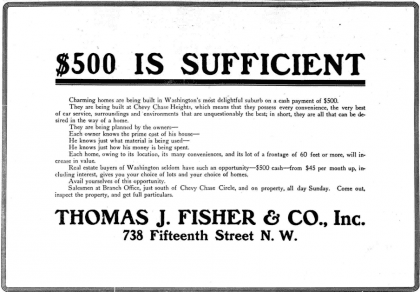 $500 IS SUFFICIENT
Charming homes are being built in Washington's most delightful suburb on a cash payment of $500.
They are being built at Chevy Chase Heights, which means that they possess every convenience, the very best
of car service, surroundings and environments that are unquestionably the best; in short, they are all that can be de-
sired in the way of a home.
They are being planned by the owners—
Each owner knows the prime cost of his house—
He knows just what material is being used—
He knows just how his money is being spent.
Each home, owing to its location, its many conveniences, and its lot of a frontage of 60 feet or more, will in-
crease in value.
Real estate buyers of Washington seldom have such an opportunity—$500 cash—from $45 per month up, in-
cluding interest, gives you your choice of lots and your choice of homes.
Avail yourselves of this opportunity.
Salesmen at Branch Office, just south of Chevy Chase Circle, and on property, all day Sunday. Come out,
inspect the property, and get full particulars.
THOMAS J. FISHER & CO., Inc.
738 Fifteenth Street N. W.